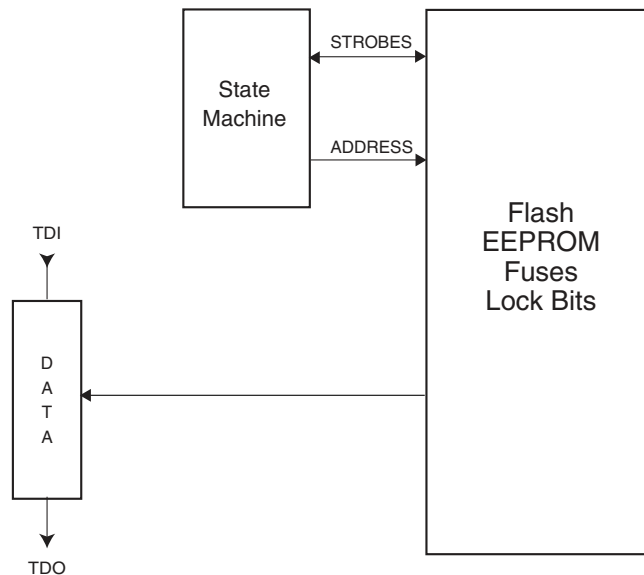 STROBES
State
Machine
ADDRESS
Flash
EEPROM
Fuses
Lock Bits
TDI
D
A
T
A
TDO